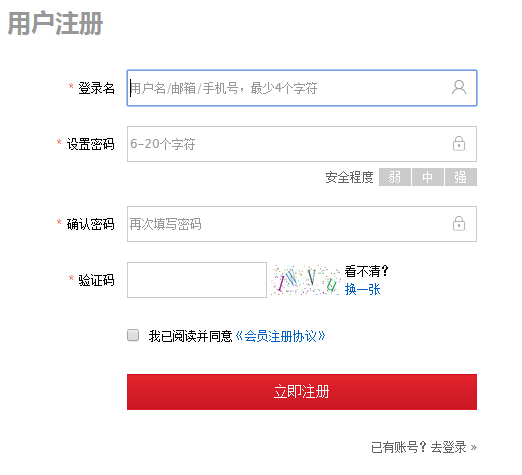 用户注册
* 登录名 用户名/邮箱/手机号，最少4个字符
* 设置密码 6-20个字符
安全程度 弱 中 强
* 确认密码 再次填写密码
* 验证码 看不清？
换一张
我已阅读并同意《会员注册协议》
立即注册
已有账号？去登录 »